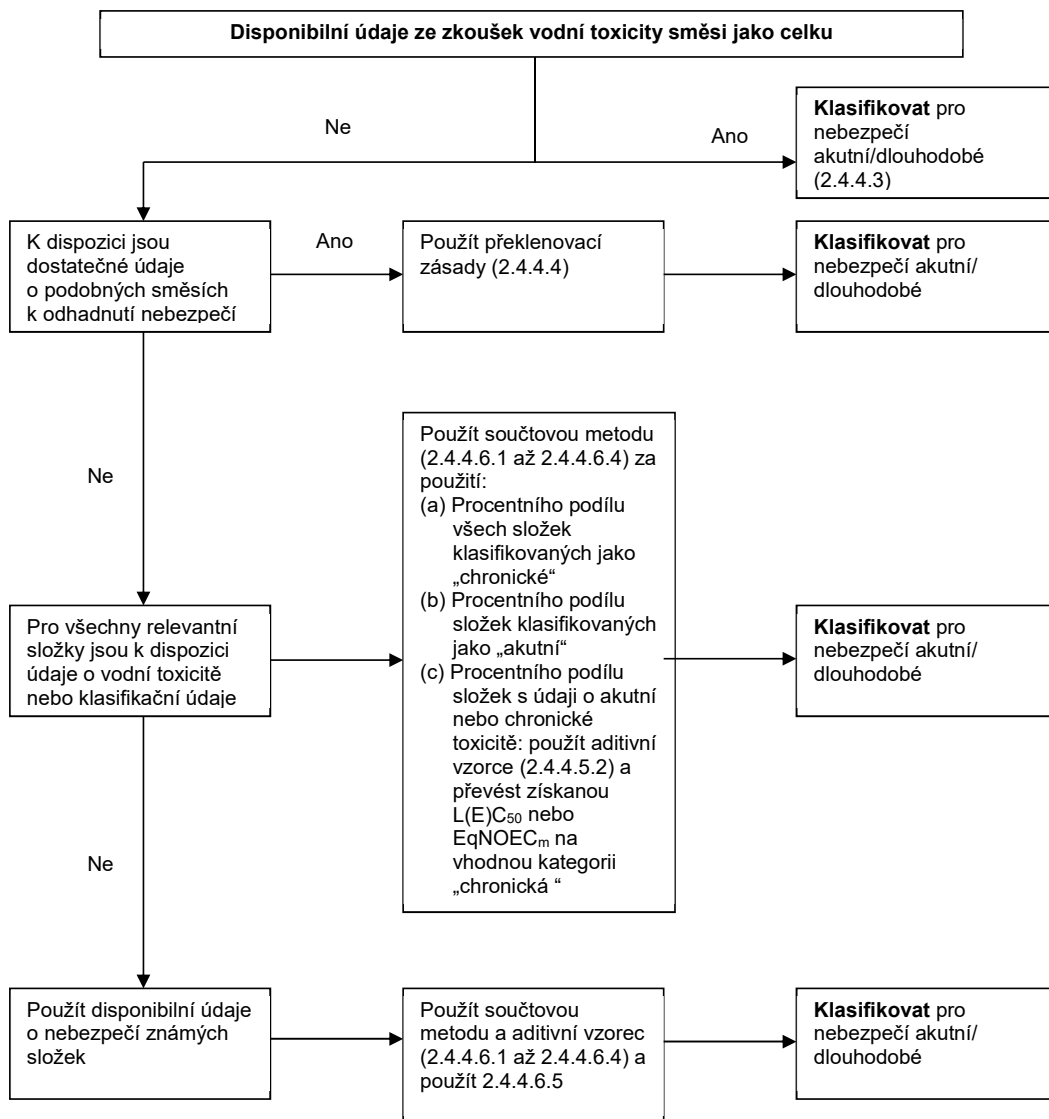 Disponibilní údaje ze zkoušek vodní toxicity směsi jako celku
Ne
Ano
Klasifikovat pro
nebezpečí
akutní/dlouhodobé
(2.4.4.3)
K dispozici jsou
dostatečné údaje
o podobných směsích
k odhadnutí nebezpečí
Ano
Použít překlenovací
zásady (2.4.4.4)
Klasifikovat pro
nebezpečí akutní/
dlouhodobé
Ne
Použít součtovou metodu
(2.4.4.6.1 až 2.4.4.6.4) za
použití:
(a) Procentního podílu
všech složek
klasifikovaných jako
„chronické“
(b) Procentního podílu
složek klasifikovaných
jako „akutní“
(c) Procentního podílu
složek s údaji o akutní
nebo chronické
toxicitě: použít aditivní
vzorce (2.4.4.5.2) a
převést získanou
L(E)C₅₀ nebo
EqNOECₘ na
vhodnou kategorii
„chronická “
Pro všechny relevantní
složky jsou k dispozici
údaje o vodní toxicitě
nebo klasifikační údaje
Klasifikovat pro
nebezpečí akutní/
dlouhodobé
Ne
Použít disponibilní údaje
o nebezpečí známých
složek
Použít součtovou
metodu a aditivní vzorec
(2.4.4.6.1 až 2.4.4.6.4) a
použít 2.4.4.6.5
Klasifikovat pro
nebezpečí akutní/
dlouhodobé